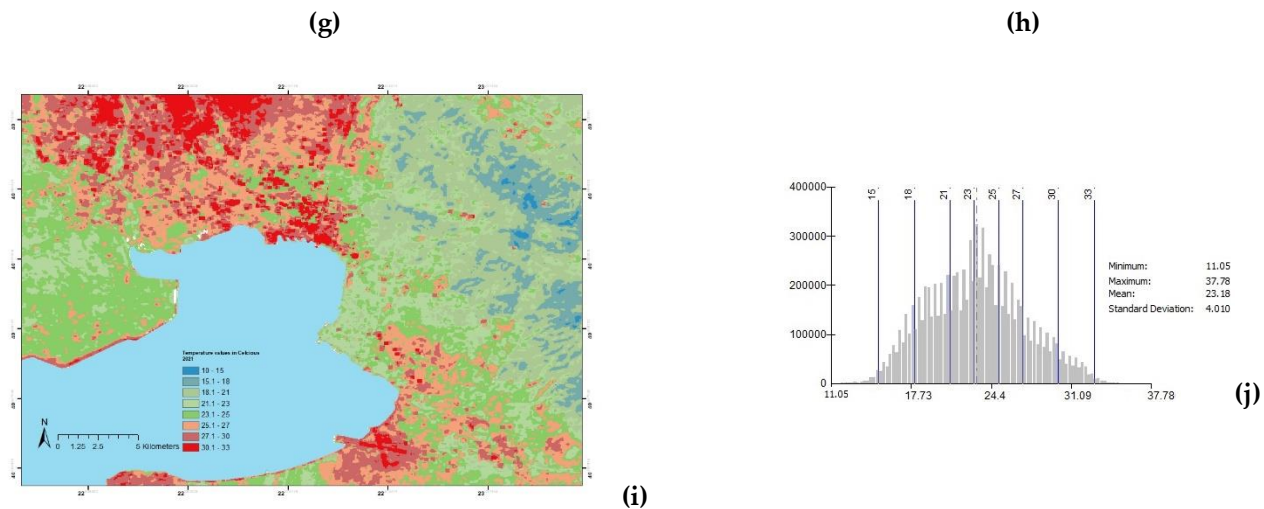 (g)
(h)
22
22
22
22
23
Temperature values in Celcious
2021
10 - 15
15.1 - 18
18.1 - 21
21.1 - 23
23.1 - 25
25.1 - 27
27.1 - 30
30.1 - 33
N
0 1.25 2.5 5 Kilometers
22
22
22
22
23
(i)
400000
300000
200000
100000
0
15
18
21
23
25
27
30
33
11.05
17.73
24.4
31.09
37.78
Minimum: 11.05
Maximum: 37.78
Mean: 23.18
Standard Deviation: 4.010
(j)